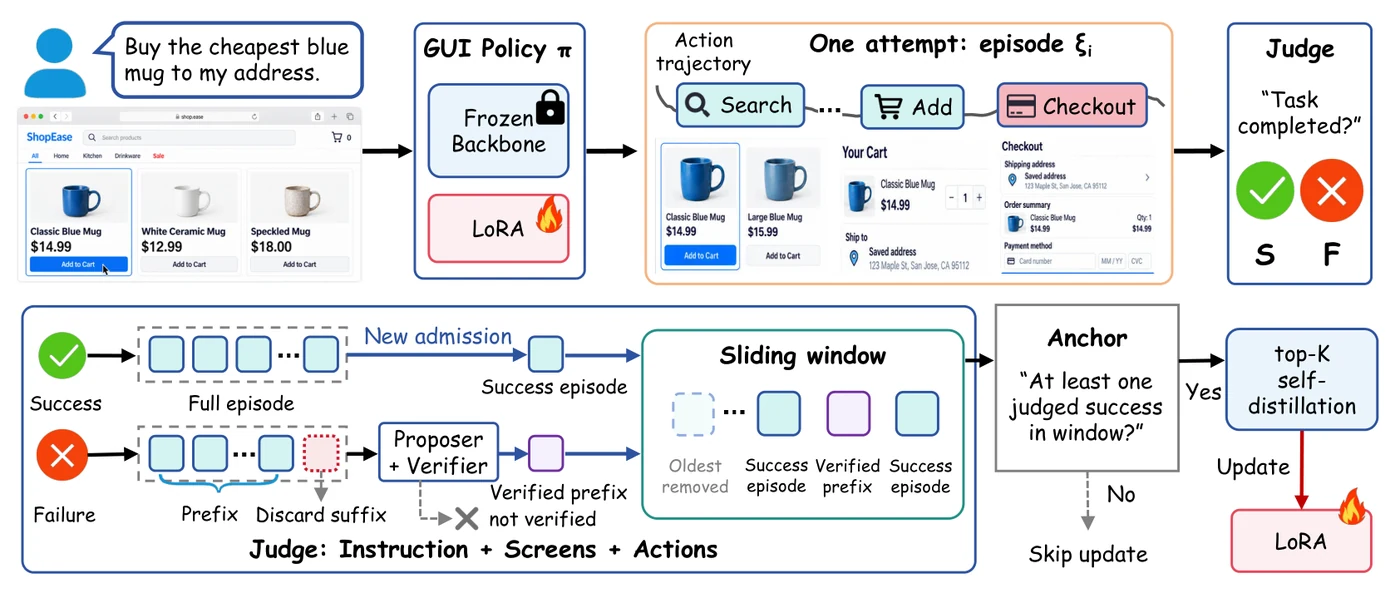 Buy the cheapest blue
mug to my address.
shop.ease
ShopEase
Search products
0
All Home Kitchen Drinkware Sale
Classic Blue Mug
$14.99
Add to Cart
White Ceramic Mug
$12.99
Add to Cart
Speckled Mug
$18.00
Add to Cart
GUI Policy π
Frozen
Backbone
LoRA
Action
trajectory
One attempt: episode ξi
Search
...
Add
Checkout
Classic Blue Mug
$14.99
Add to Cart
Large Blue Mug
$15.99
Add to Cart
Your Cart
Classic Blue Mug
$14.99
− 1 +
Ship to
Saved address
123 Maple St, San Jose, CA 95112
Checkout
Shipping address
Saved address
123 Maple St, San Jose, CA 95112
Order summary
Classic Blue Mug
$14.99
Qty: 1
$14.99
Payment method
Card number
MM / YY
CVC
Judge
“Task
completed?”
S F
Success
...
Full episode
New admission
Success episode
Failure
...
Prefix
Discard suffix
Proposer
+ Verifier
Verified prefix
not verified
Judge: Instruction + Screens + Actions
Sliding window
...
Oldest
removed
Success
episode
Verified
prefix
Success
episode
Anchor
“At least one
judged success
in window?”
Yes
No
Skip update
top-K
self-
distillation
Update
LoRA